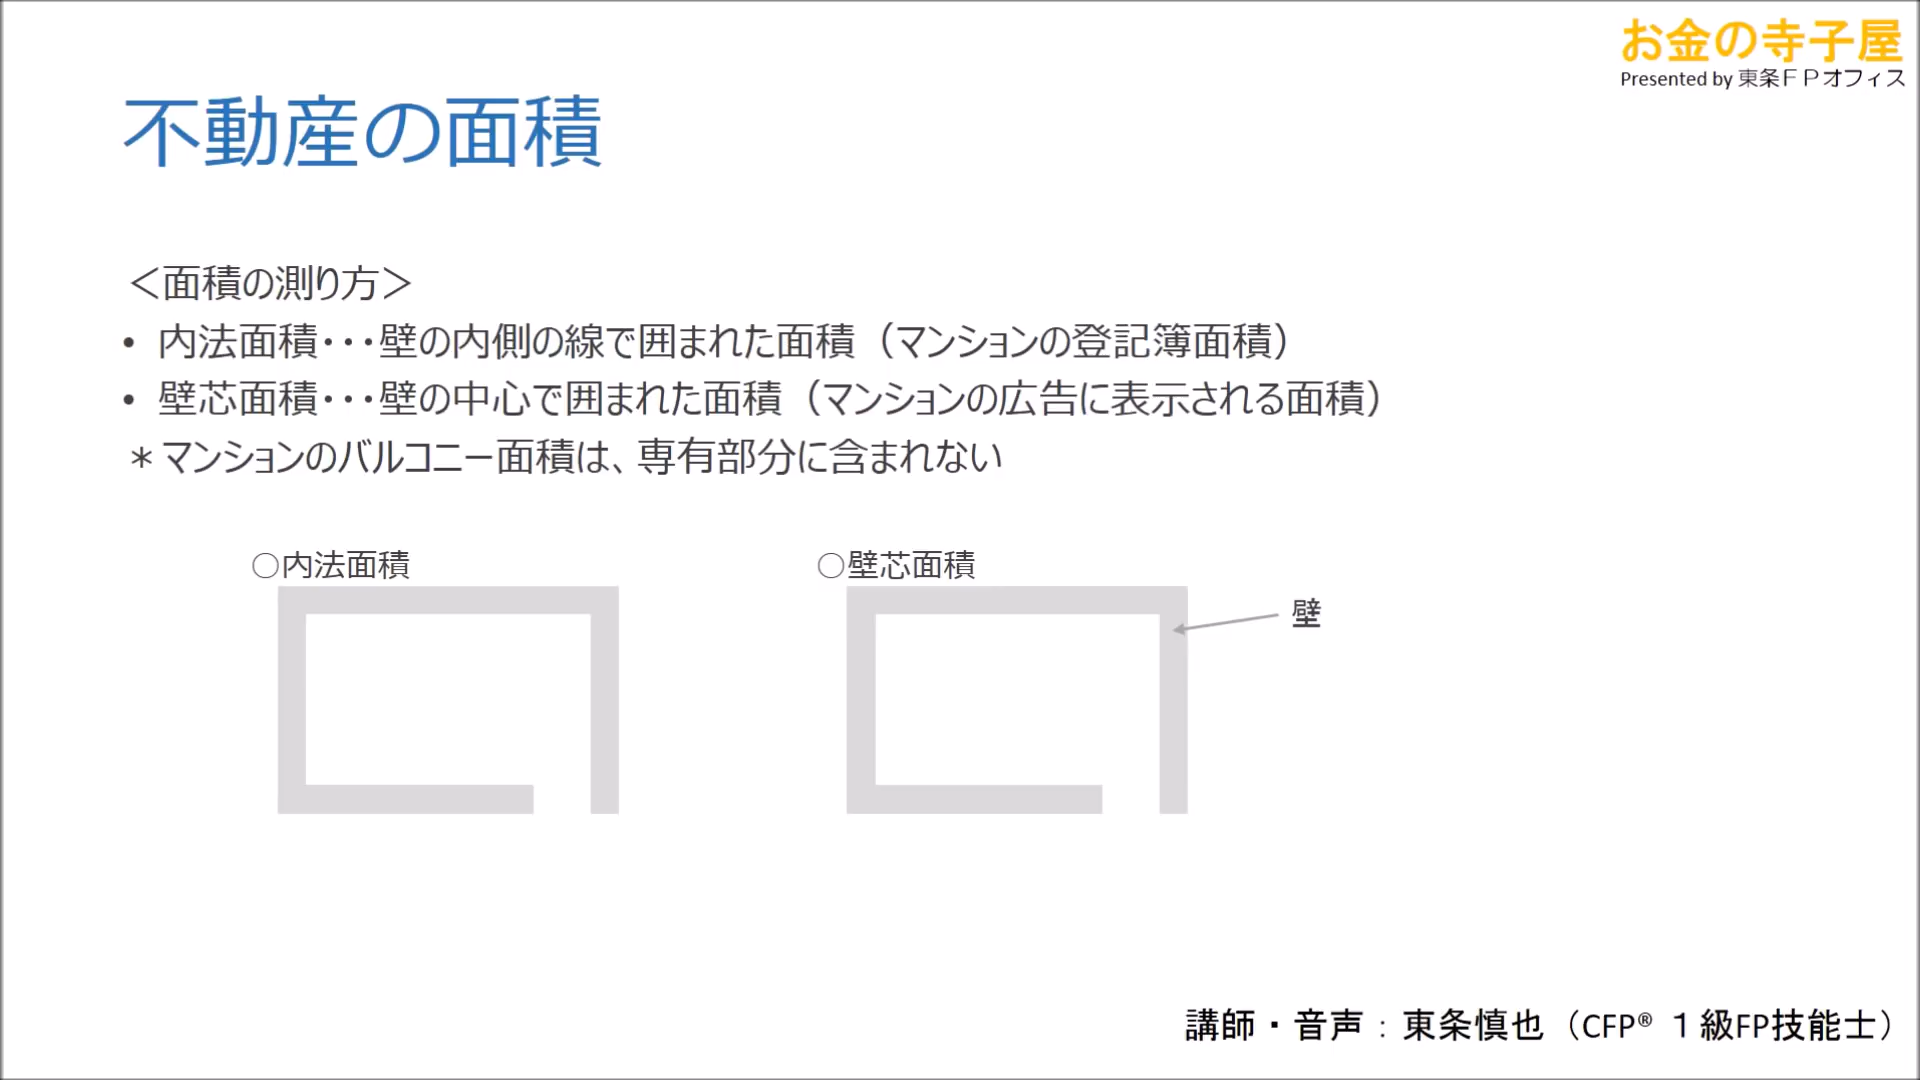 お金の寺子屋
Presented by 東条ＦＰオフィス
不動産の面積
＜面積の測り方＞
• 内法面積･･･壁の内側の線で囲まれた面積（マンションの登記簿面積）
• 壁芯面積･･･壁の中心で囲まれた面積（マンションの広告に表示される面積）
＊マンションのバルコニー面積は、専有部分に含まれない
○内法面積
○壁芯面積
壁
講師・音声：東条慎也（CFP® １級FP技能士）